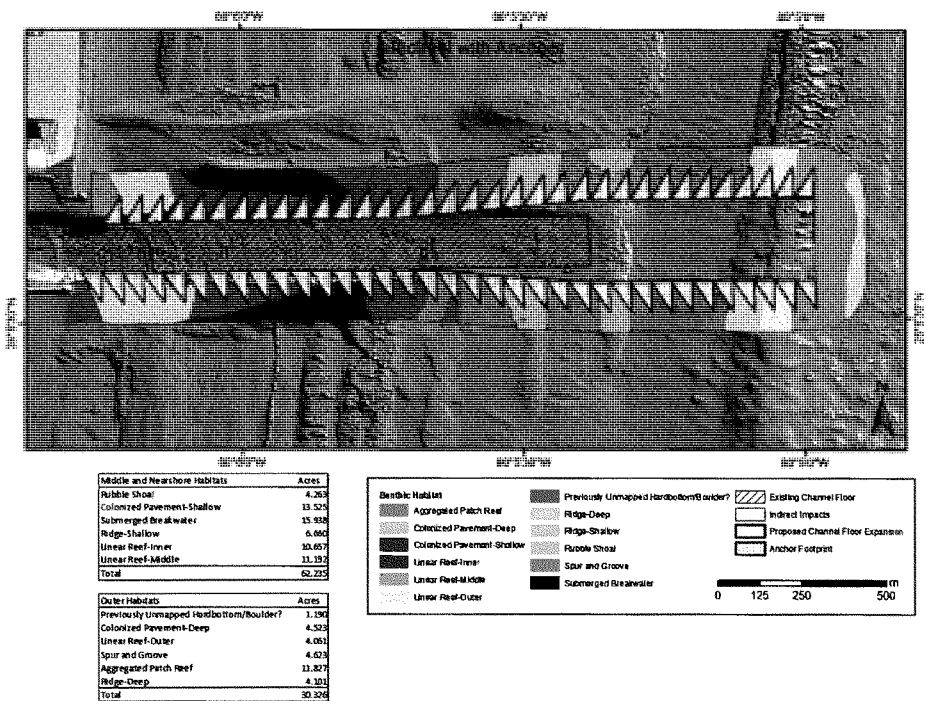 with Anchors
Middle and Nearshore Habitats Acres
Rubble Shoal 4.263
Colonized Pavement-Shallow 13.525
Submerged Breakwater 15.938
Ridge-Shallow 6.660
Linear Reef-Inner 10.657
Linear Reef-Middle 11.192
Total 62.235
Outer Habitats Acres
Previously Unmapped Hardbottom/Boulder? 1.190
Colonized Pavement-Deep 4.523
Linear Reef-Outer 4.061
Spur and Groove 4.623
Aggregated Patch Reef 11.827
Ridge-Deep 4.101
Total 30.326
Benthic Habitat
Aggregated Patch Reef
Colonized Pavement-Deep
Colonized Pavement-Shallow
Linear Reef-Inner
Linear Reef-Middle
Linear Reef-Outer
Previously Unmapped Hardbottom/Boulder?
Ridge-Deep
Ridge-Shallow
Rubble Shoal
Spur and Groove
Submerged Breakwater
Existing Channel Floor
Indirect Impacts
Proposed Channel Floor Expansion
Anchor Footprint
0 125 250 500 m